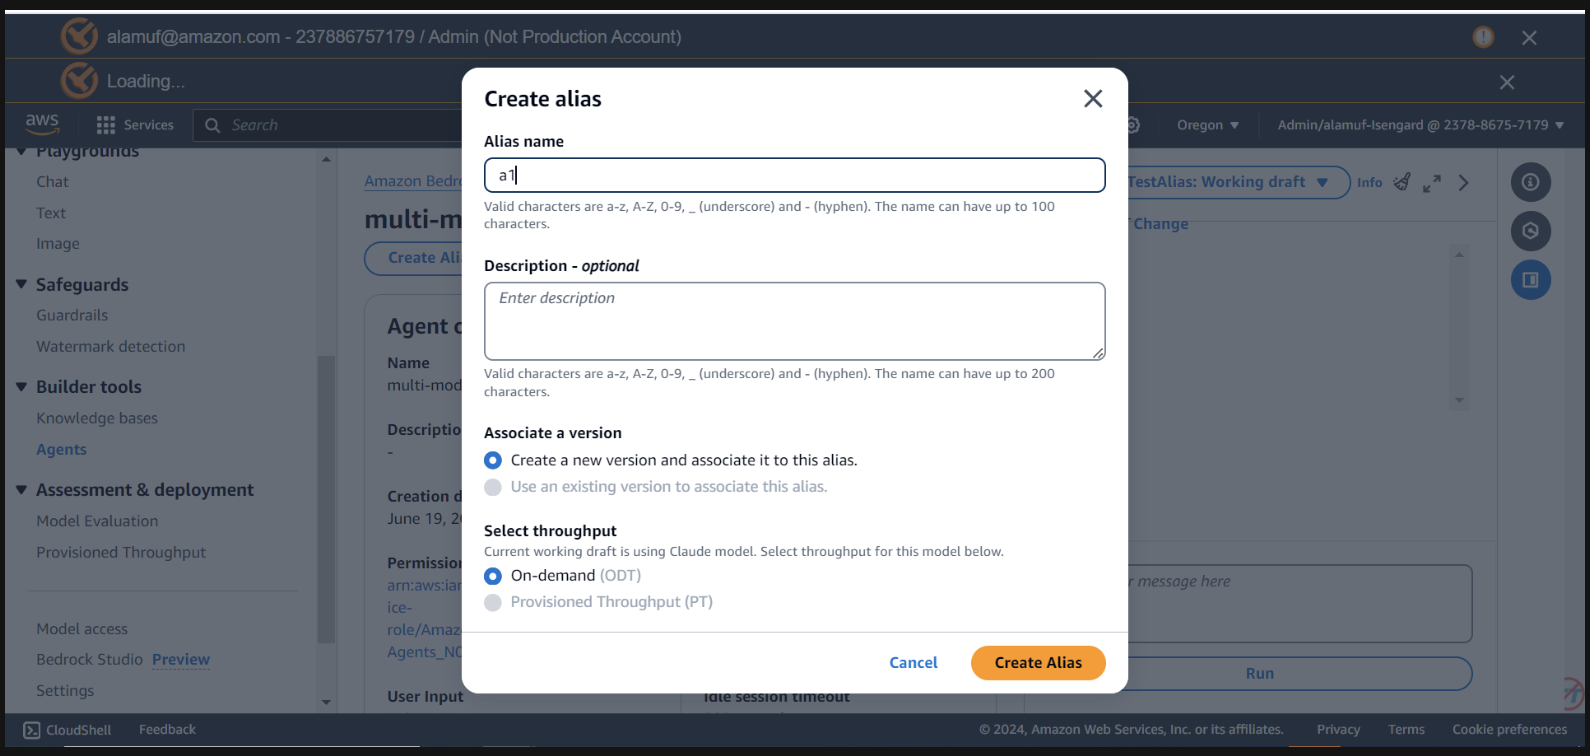 alamuf@amazon.com - 237886757179 / Admin (Not Production Account)
Loading...
aws
Services
Search
Oregon
Admin/alamuf-Isengard @ 2378-8675-7179
Playgrounds
Chat
Text
Image
Safeguards
Guardrails
Watermark detection
Builder tools
Knowledge bases
Agents
Assessment & deployment
Model Evaluation
Provisioned Throughput
Model access
Bedrock Studio Preview
Settings
Amazon Bedro
multi-m
Create Ali
Agent c
Name
multi-mod
Descriptio
-
Creation d
June 19, 2
Permission
arn:aws:iar
ice-
role/Amaz
Agents_
User Input
Idle session timeout
Create alias
Alias name
a1
Valid characters are a-z, A-Z, 0-9, _ (underscore) and - (hyphen). The name can have up to 100
characters.
Description - optional
Enter description
Valid characters are a-z, A-Z, 0-9, _ (underscore) and - (hyphen). The name can have up to 200
characters.
Associate a version
Create a new version and associate it to this alias.
Use an existing version to associate this alias.
Select throughput
Current working draft is using Claude model. Select throughput for this model below.
On-demand (ODT)
Provisioned Throughput (PT)
Cancel
Create Alias
TestAlias: Working draft
Info
Change
r message here
Run
CloudShell
Feedback
© 2024, Amazon Web Services, Inc. or its affiliates.
Privacy
Terms
Cookie preferences